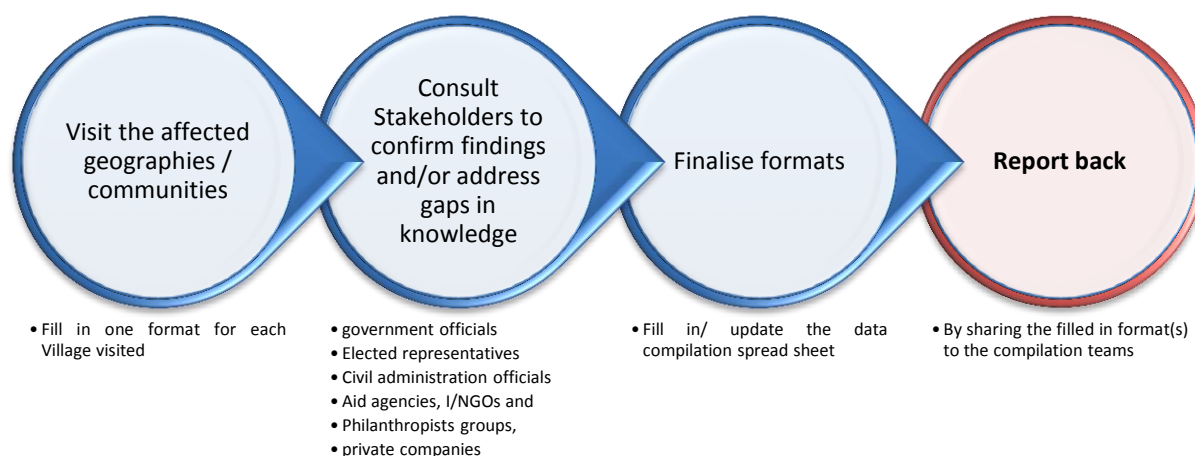 Visit the affected
geographies /
communities
• Fill in one format for each
Village visited
Consult
Stakeholders to
confirm findings
and/or address
gaps in
knowledge
• government officials
• Elected representatives
• Civil administration officials
• Aid agencies, I/NGOs and
• Philanthropists groups,
• private companies
Finalise formats
• Fill in/ update the data
compilation spread sheet
Report back
• By sharing the filled in format(s)
to the compilation teams